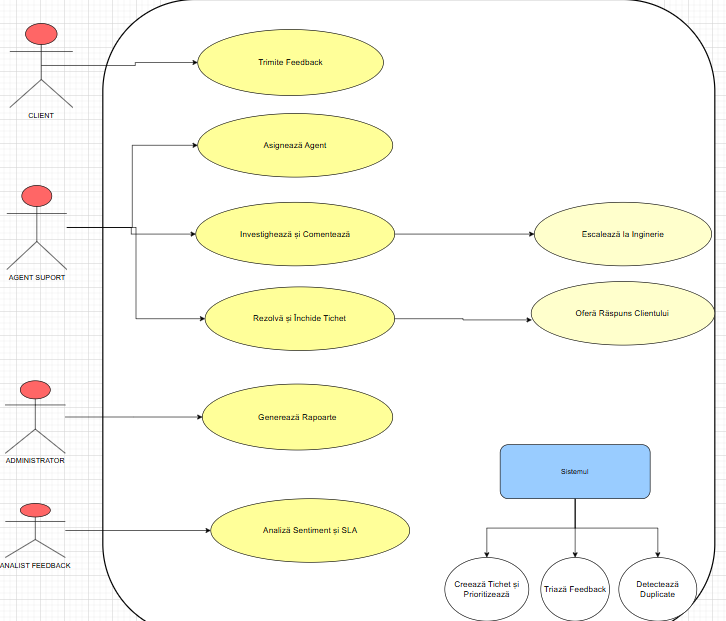 Trimite Feedback
CLIENT
Asignează Agent
Investighează și Comentează
Escalează la Inginerie
AGENT SUPORT
Rezolvă și Închide Tichet
Oferă Răspuns Clientului
Generează Rapoarte
ADMINISTRATOR
Sistemul
Analiză Sentiment și SLA
ANALIST FEEDBACK
Creează Tichet și
Prioritizează
Triază Feedback
Detectează
Duplicate